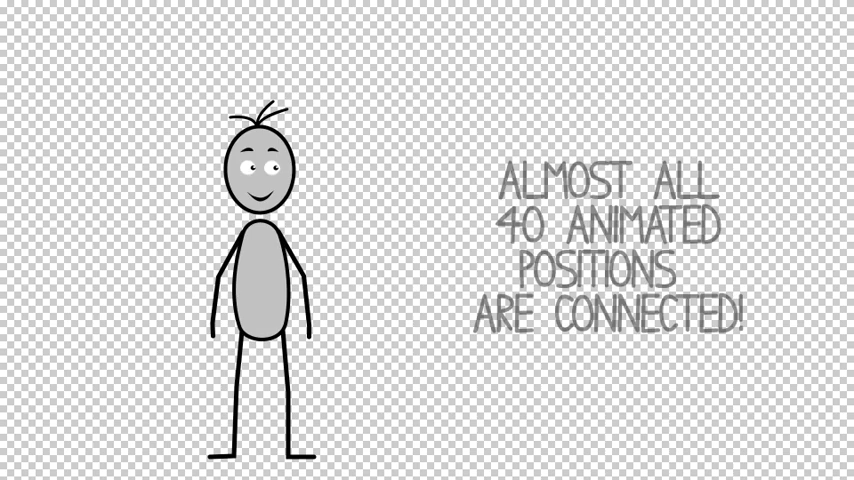 ALMOST ALL
40 ANIMATED
POSITIONS
ARE CONNECTED!